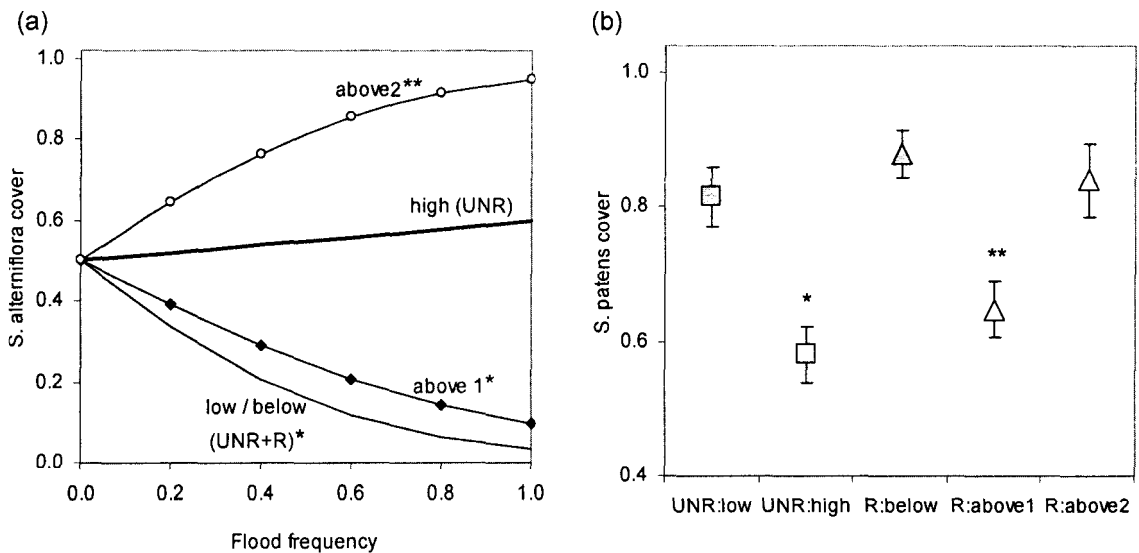 (a)
S. alterniflora cover
1.0
0.8
0.6
0.4
0.2
0.0
above2**
high (UNR)
above 1*
low / below
(UNR+R)*
0.0 0.2 0.4 0.6 0.8 1.0
Flood frequency
(b)
S. patens cover
1.0
0.8
0.6
0.4
*
**
UNR:low UNR:high R:below R:above1 R:above2